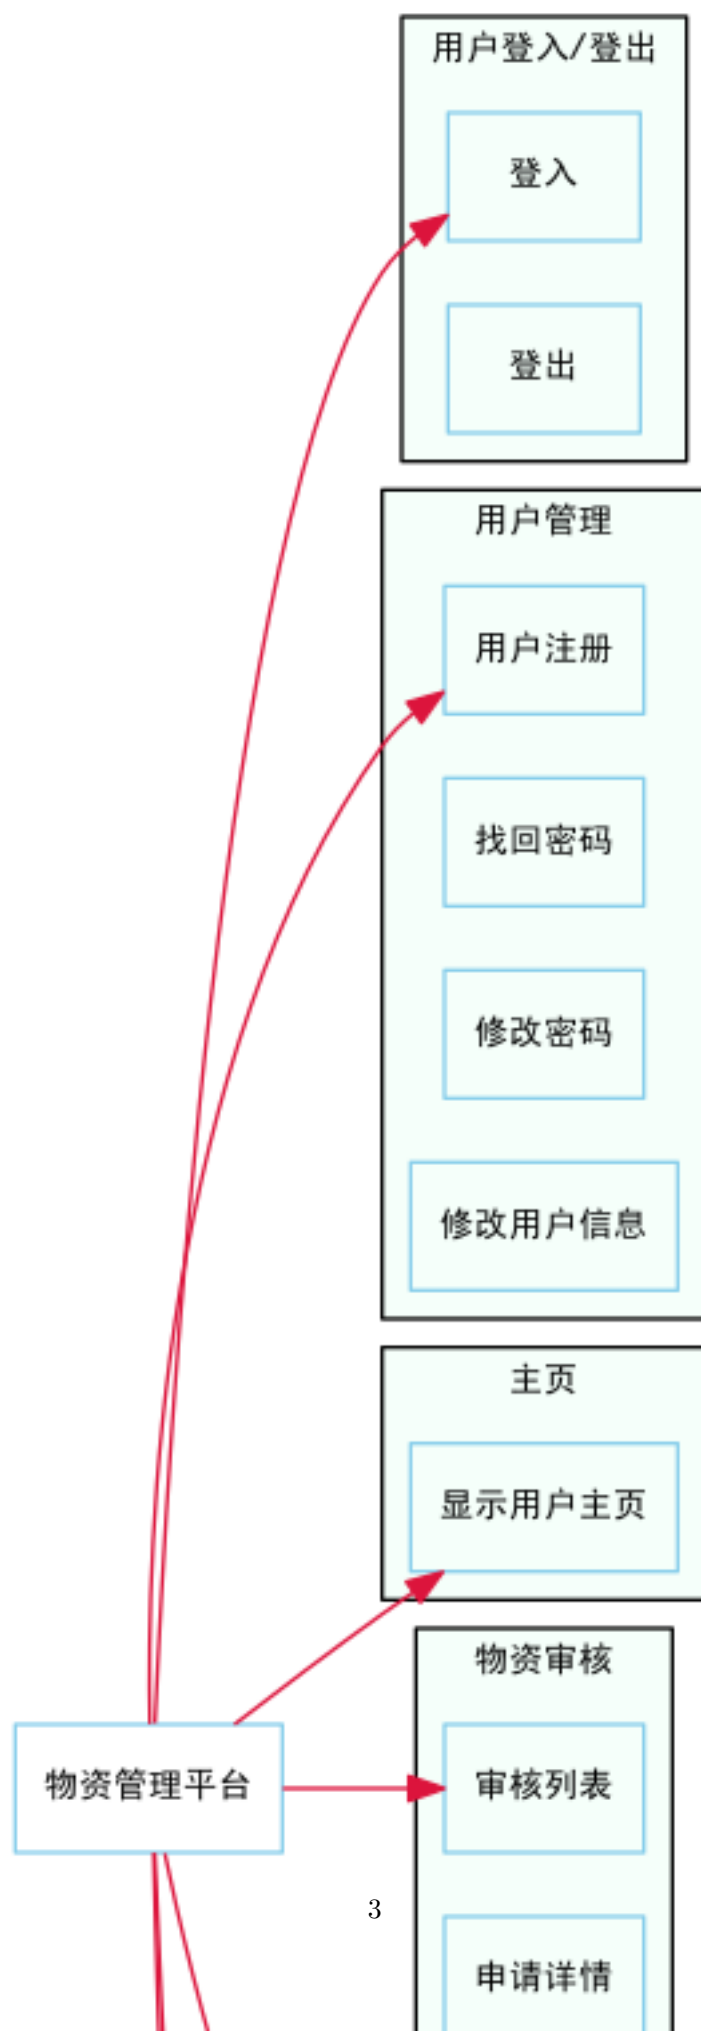 用户登入/登出
登入
登出
用户管理
用户注册
找回密码
修改密码
修改用户信息
主页
显示用户主页
物资审核
物资管理平台
审核列表
3
申请详情